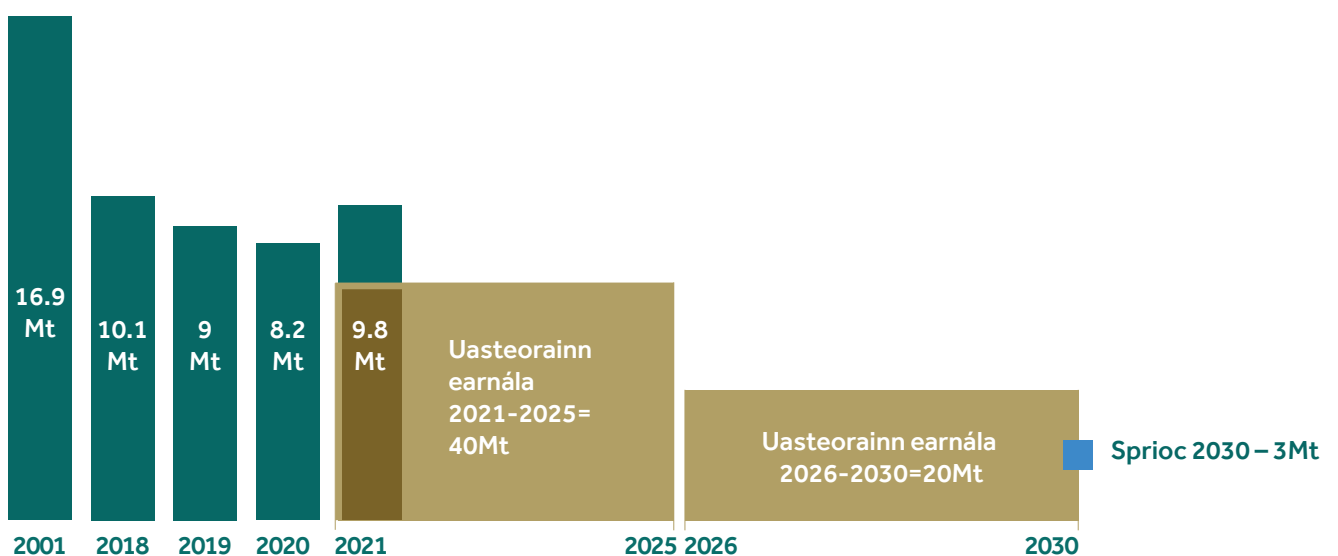 16.9
Mt
10.1
Mt
9
Mt
8.2
Mt
9.8
Mt
Uasteorainn
earnála
2021-2025=
40Mt
Uasteorainn earnála
2026-2030=20Mt
Sprioc 2030 – 3Mt
2001
2018
2019
2020
2021
2025
2026
2030